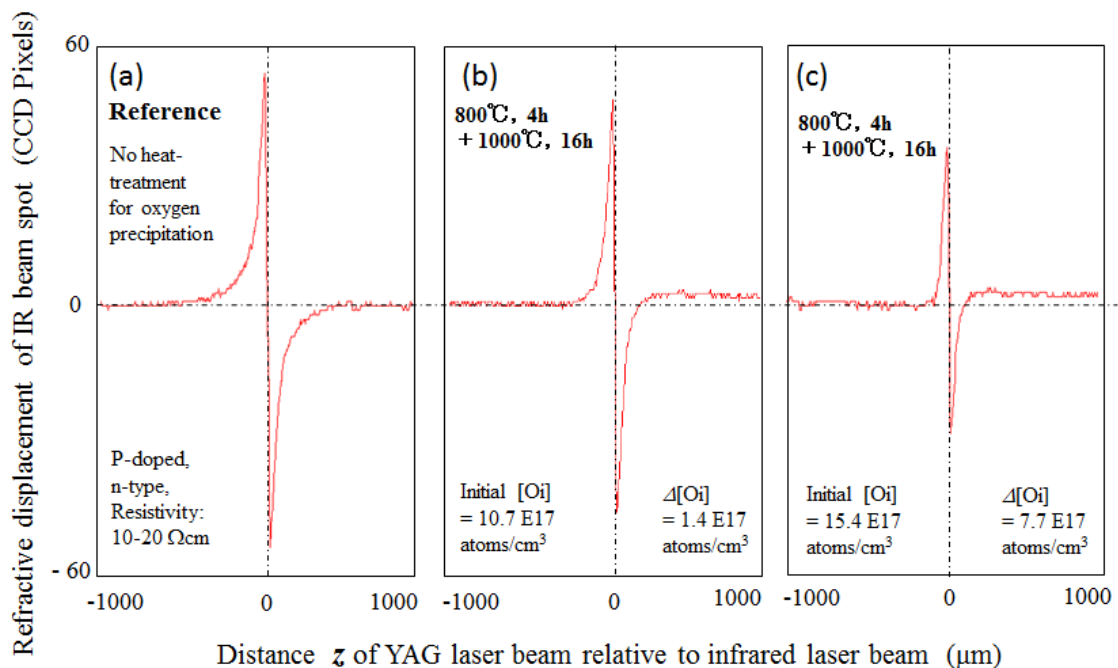 Refractive displacement of IR beam spot (CCD Pixels)
60
0
- 60
(a)
Reference
No heat-
treatment
for oxygen
precipitation
P-doped,
n-type,
Resistivity:
10-20 Ωcm
-1000
0
1000
(b)
800℃, 4h
+ 1000℃, 16h
Initial [Oi]
= 10.7 E17
atoms/cm³
Δ[Oi]
= 1.4 E17
atoms/cm³
-1000
0
1000
(c)
800℃, 4h
+ 1000℃, 16h
Initial [Oi]
= 15.4 E17
atoms/cm³
Δ[Oi]
= 7.7 E17
atoms/cm³
-1000
0
1000
Distance z of YAG laser beam relative to infrared laser beam (μm)